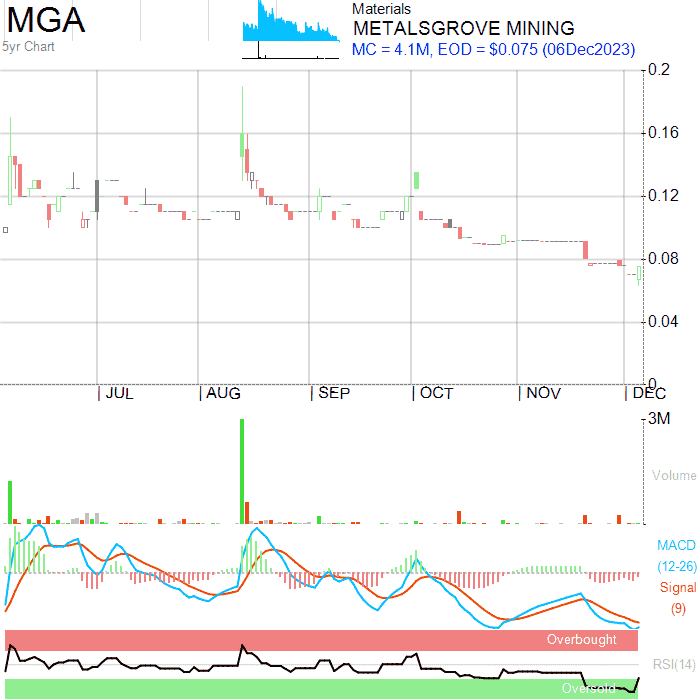 MGA
5yr Chart
Materials
METALSGROVE MINING
MC = 4.1M, EOD = $0.075 (06Dec2023)
0.2
0.16
0.12
0.08
0.04
0
JUL AUG SEP OCT NOV DEC
3M
Volume
MACD
(12-26)
Signal
(9)
Overbought
RSI(14)
Oversold